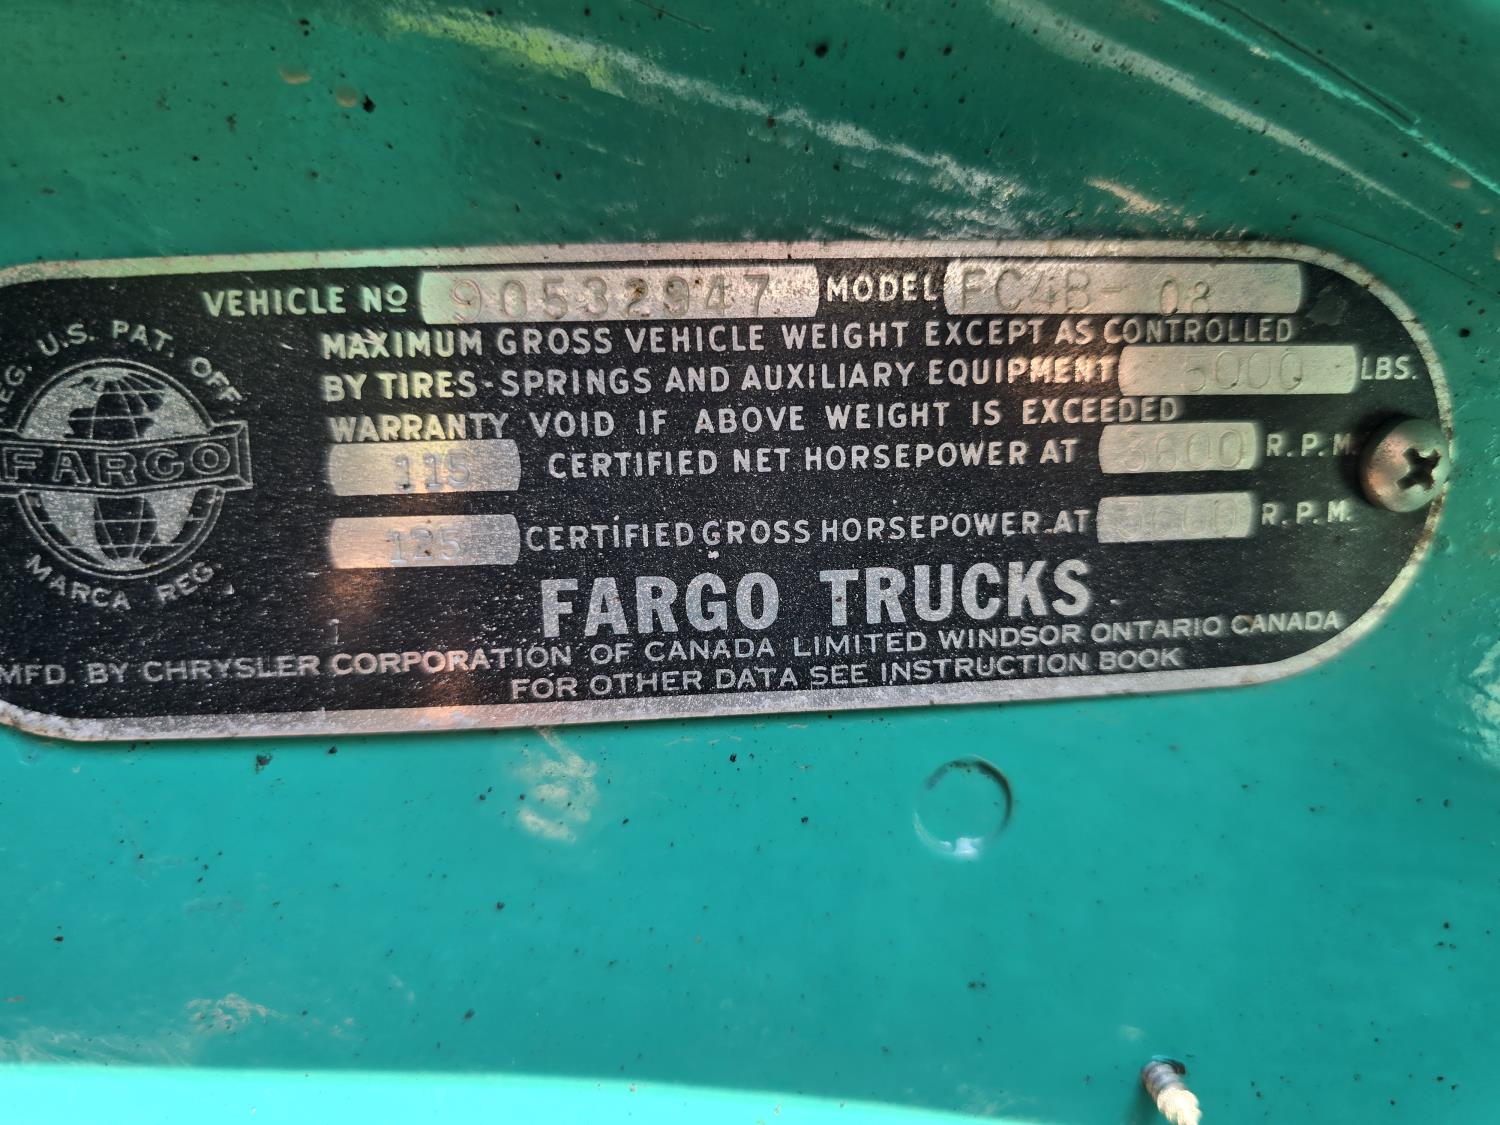 REG. U.S. PAT. OFF.
FARGO
MARCA REG.
VEHICLE Nº 90532947 MODEL FC4B-08
MAXIMUM GROSS VEHICLE WEIGHT EXCEPT AS CONTROLLED
BY TIRES-SPRINGS AND AUXILIARY EQUIPMENT 15000 LBS.
WARRANTY VOID IF ABOVE WEIGHT IS EXCEEDED
115 CERTIFIED NET HORSEPOWER AT 3600 R.P.M.
125 CERTIFIED GROSS HORSEPOWER AT R.P.M.
FARGO TRUCKS
MFD. BY CHRYSLER CORPORATION OF CANADA LIMITED WINDSOR ONTARIO CANADA
FOR OTHER DATA SEE INSTRUCTION BOOK